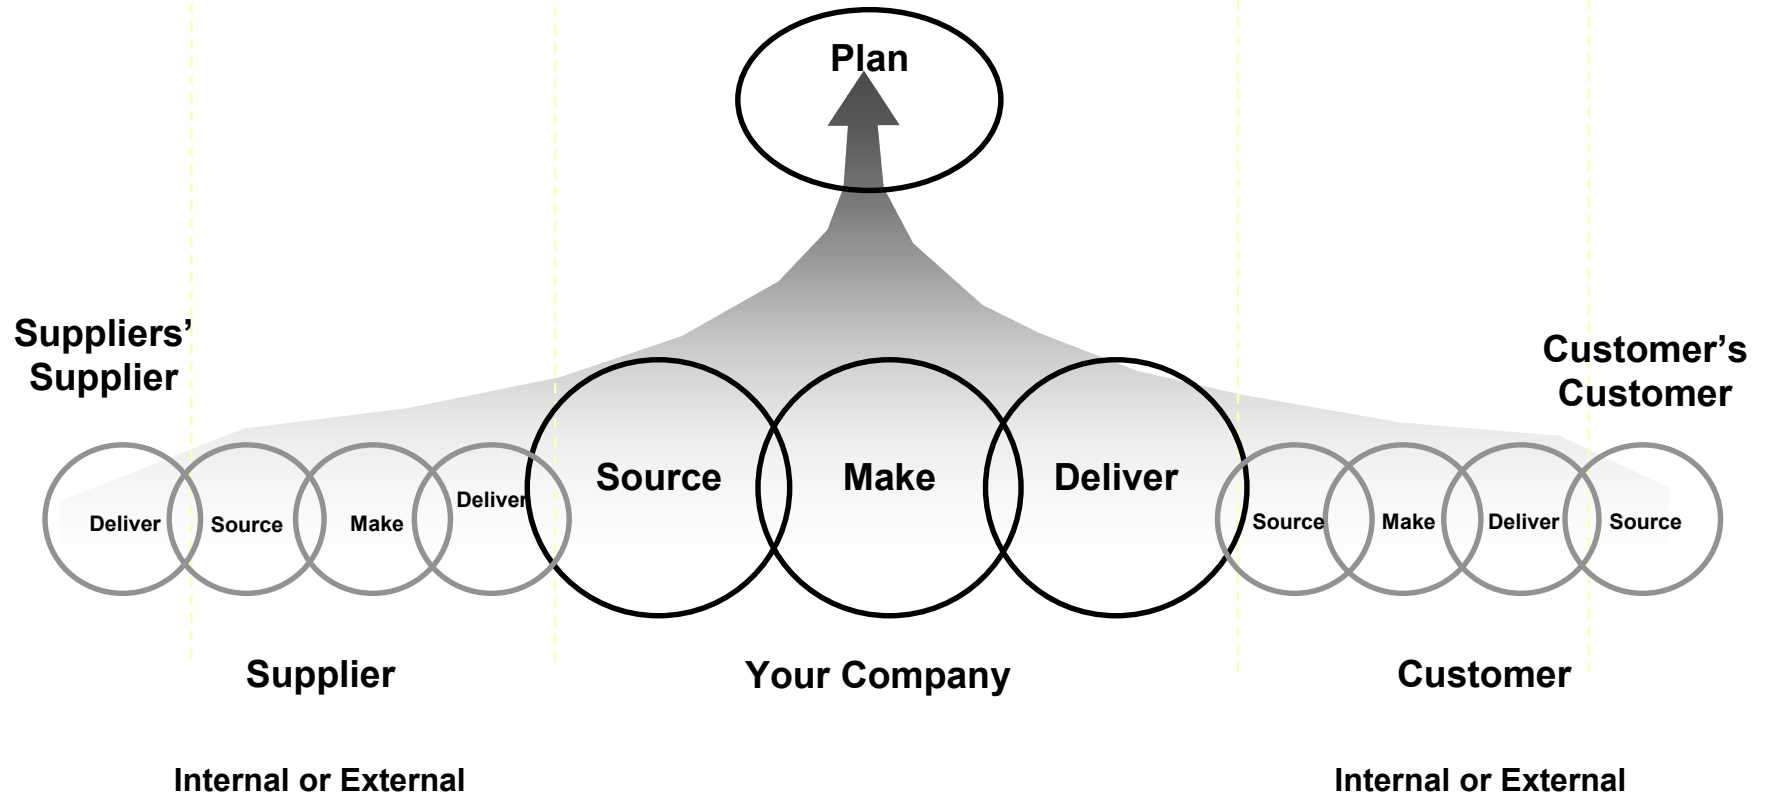 Plan
Suppliers’
Supplier
Customer’s
Customer
Source
Make
Deliver
Deliver
Source
Make
Deliver
Source
Make
Deliver
Source
Supplier
Your Company
Customer
Internal or External
Internal or External